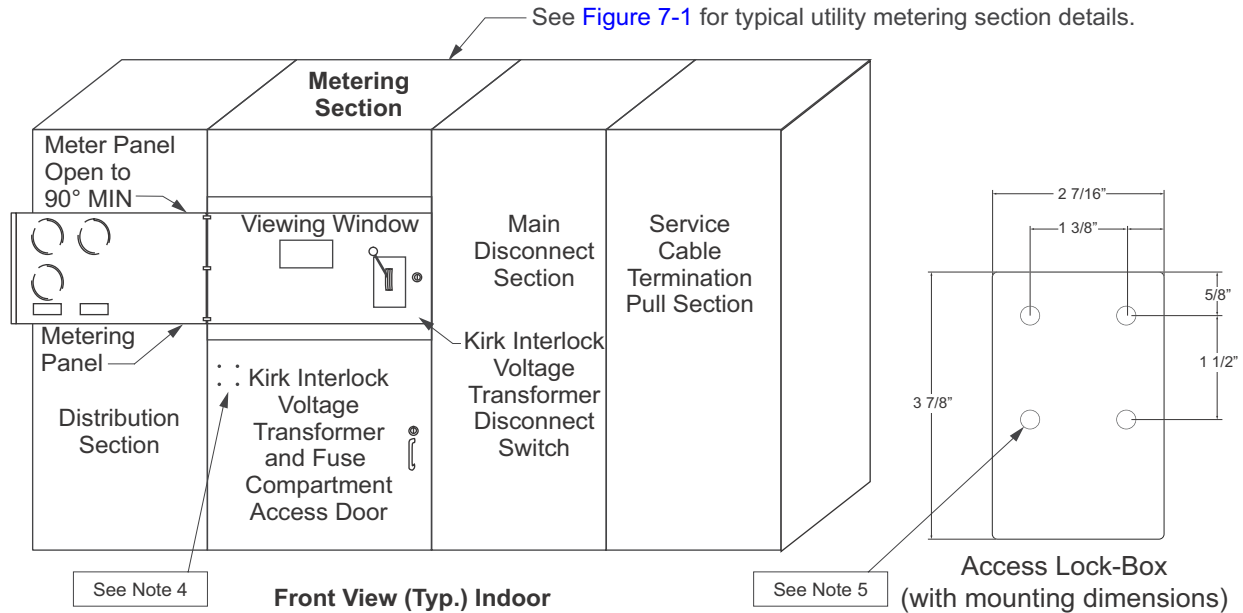 See Figure 7-1 for typical utility metering section details.
Metering
Section
Meter Panel
Open to
90° MIN
Viewing Window
Main
Disconnect
Section
Service
Cable
Termination
Pull Section
Metering
Panel
Kirk Interlock
Voltage
Transformer
Disconnect
Switch
Distribution
Section
Kirk Interlock
Voltage
Transformer
and Fuse
Compartment
Access Door
See Note 4
Front View (Typ.) Indoor
2 7/16”
1 3/8”
5/8”
1 1/2”
3 7/8”
See Note 5
Access Lock-Box
(with mounting dimensions)